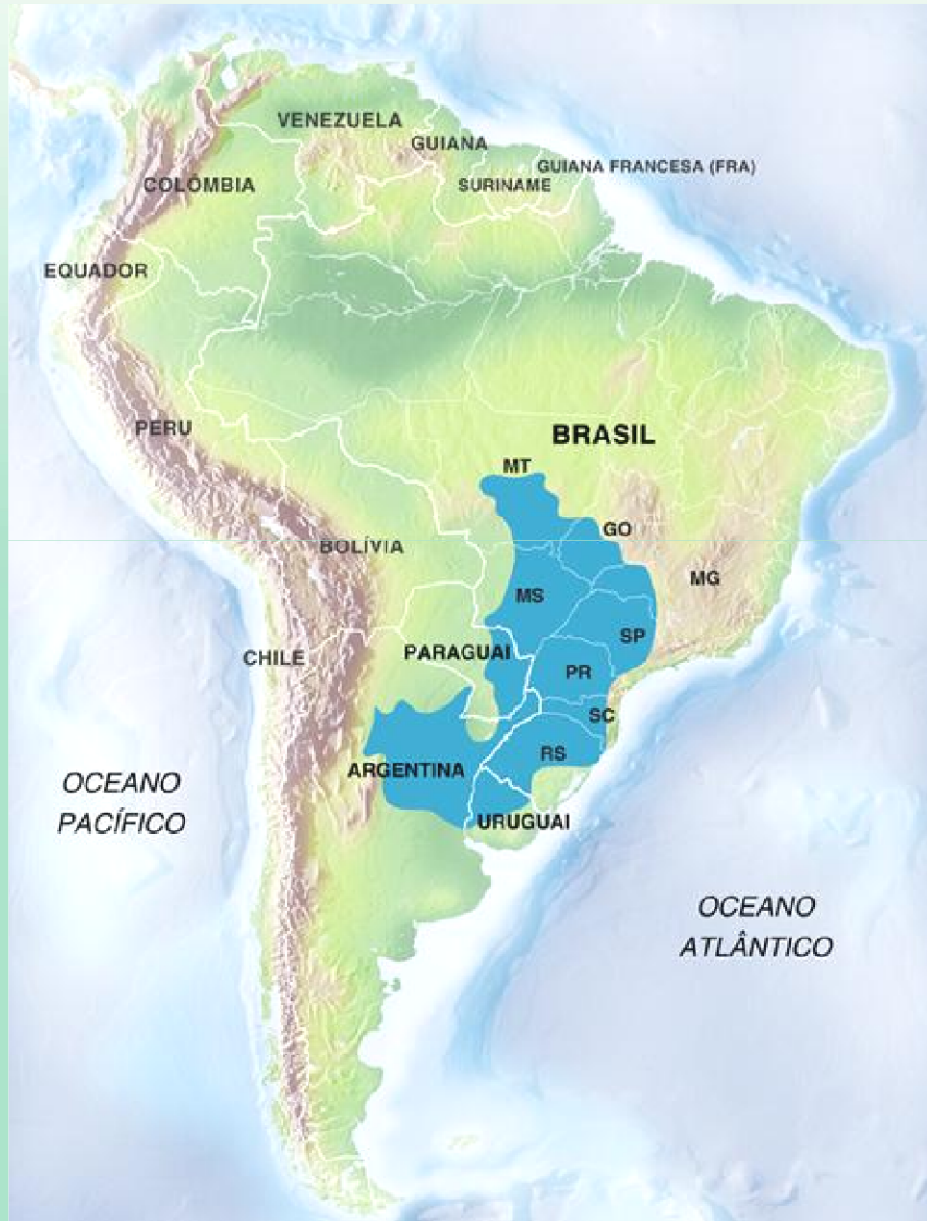 VENEZUELA
GUIANA
GUIANA FRANCESA (FRA)
SURINAME
COLÔMBIA
EQUADOR
PERU
BRASIL
MT
GO
BOLÍVIA
MG
MS
SP
CHILE
PARAGUAI
PR
SC
RS
ARGENTINA
OCEANO
PACÍFICO
URUGUAI
OCEANO
ATLÂNTICO